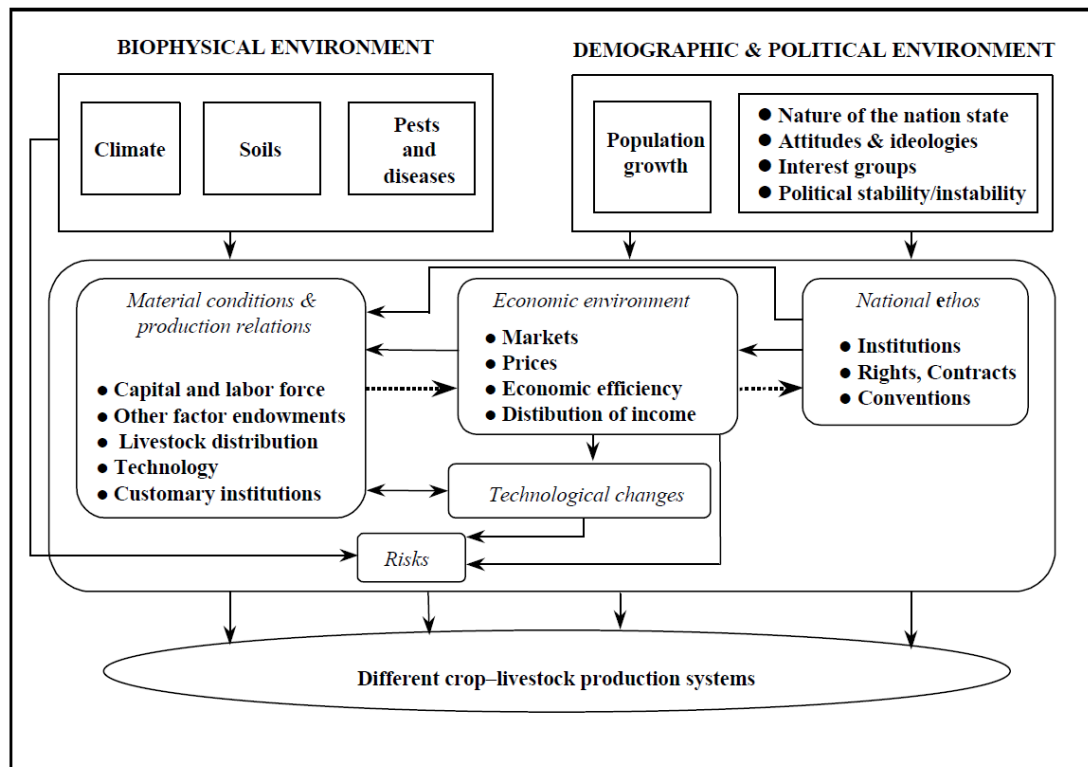 BIOPHYSICAL ENVIRONMENT
Climate
Soils
Pests
and
diseases
DEMOGRAPHIC & POLITICAL ENVIRONMENT
Population
growth
● Nature of the nation state
● Attitudes & ideologies
● Interest groups
● Political stability/instability
Material conditions &
production relations
● Capital and labor force
● Other factor endowments
● Livestock distribution
● Technology
● Customary institutions
Economic environment
● Markets
● Prices
● Economic efficiency
● Distibution of income
National ethos
● Institutions
● Rights, Contracts
● Conventions
Technological changes
Risks
Different crop–livestock production systems